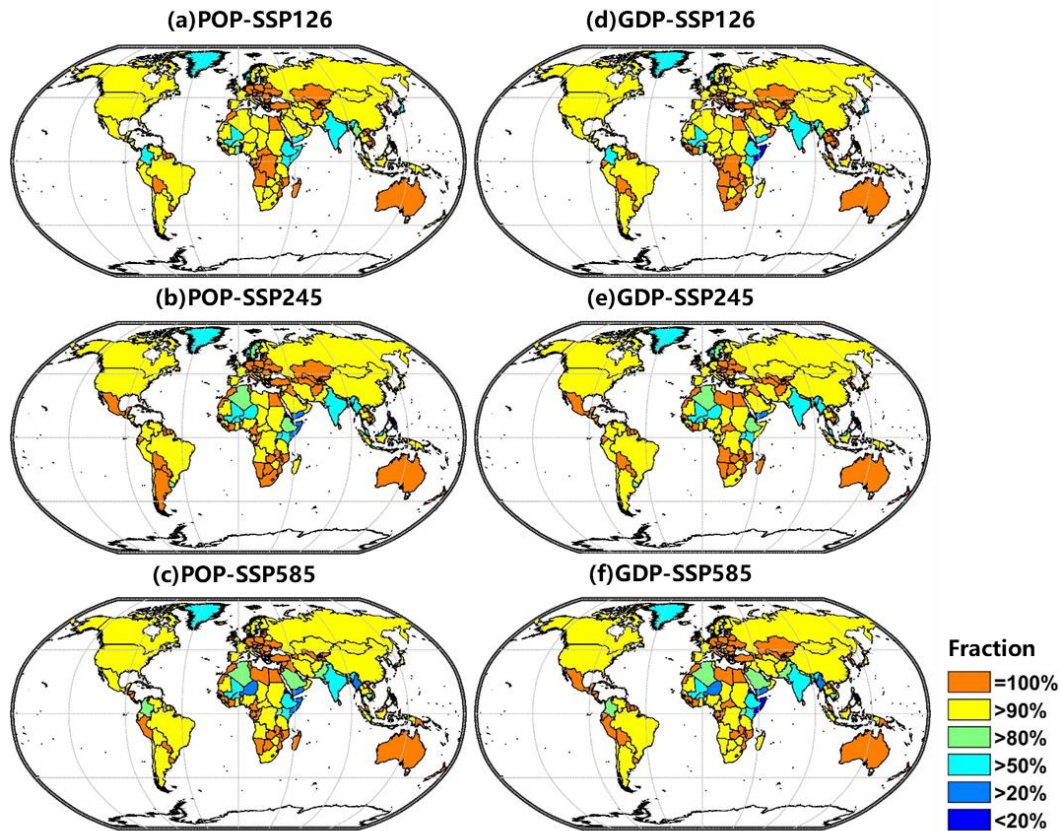 (a)POP-SSP126
(d)GDP-SSP126
(b)POP-SSP245
(e)GDP-SSP245
(c)POP-SSP585
(f)GDP-SSP585
Fraction
=100%
>90%
>80%
>50%
>20%
<20%